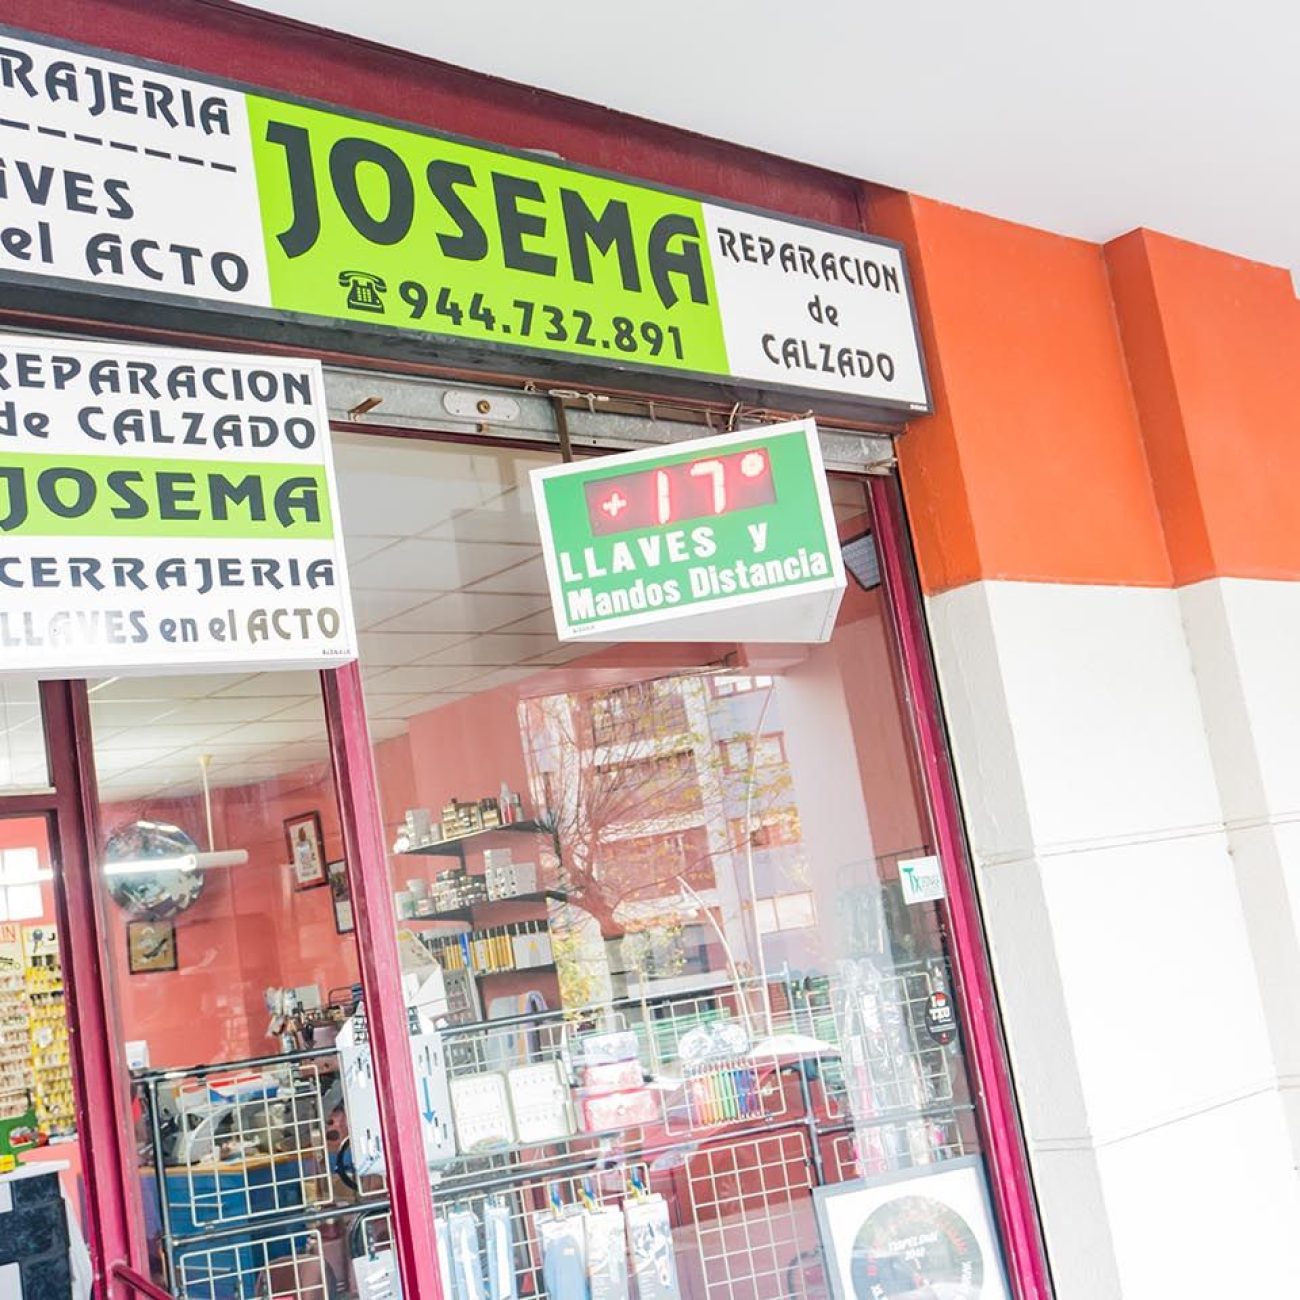 RAJERIA
VES
el ACTO
JOSEMA
944.732.891
REPARACION
de
CALZADO
REPARACION
de CALZADO
JOSEMA
CERRAJERIA
LLAVES en el ACTO
+17°
LLAVES y
Mandos Distancia